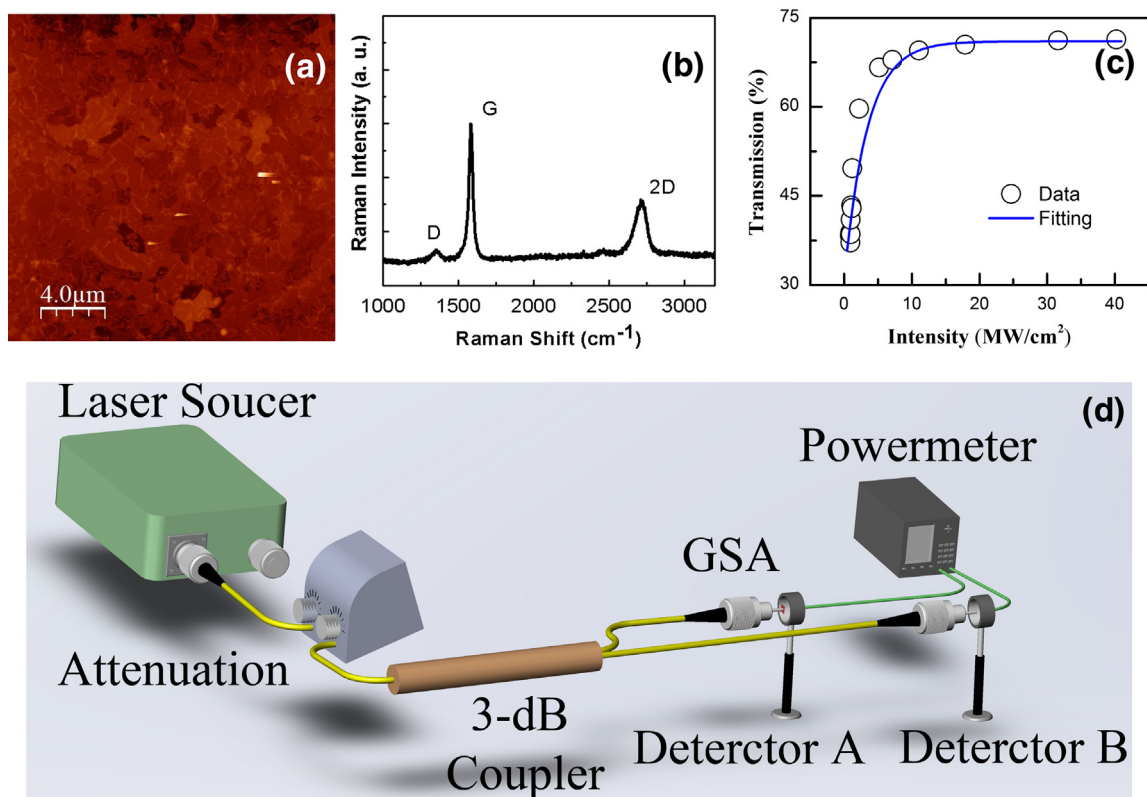 (a)
4.0µm
(b)
Raman Intensity (a. u.)
G
D
2D
1000 1500 2000 2500 3000
Raman Shift (cm⁻¹)
(c)
Transmission (%)
75
60
45
30
Data
Fitting
0 10 20 30 40
Intensity (MW/cm²)
(d)
Laser Soucer
Powermeter
GSA
Attenuation
3-dB
Coupler
Deterctor A
Deterctor B